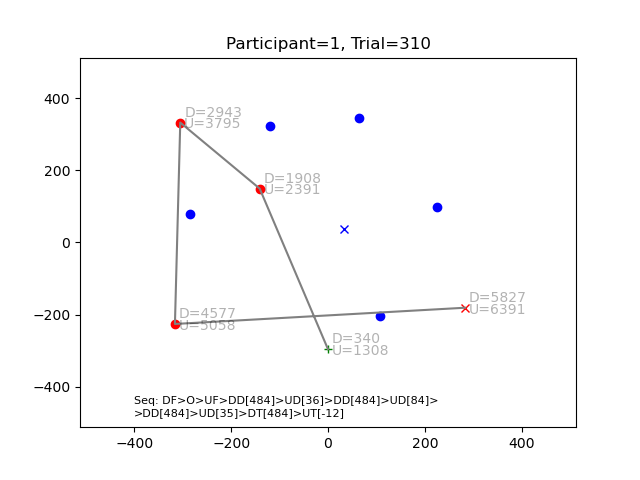 Participant=1, Trial=310
400
200
0
−200
−400
D=2943
U=3795
D=1908
U=2391
D=5827
U=6391
D=4577
U=5058
D=340
U=1308
Seq: DF>O>UF>DD[484]>UD[36]>DD[484]>UD[84]>
>DD[484]>UD[35]>DT[484]>UT[-12]
−400
−200
0
200
400